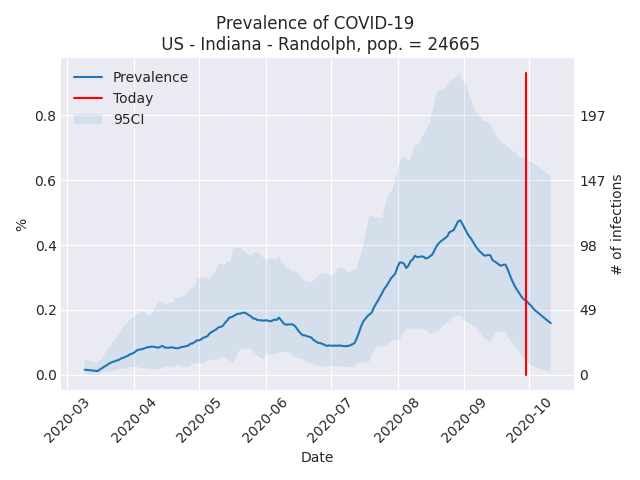 Prevalence of COVID-19
US - Indiana - Randolph, pop. = 24665
Prevalence
Today
95CI
0.8
0.6
0.4
0.2
0.0
%
197
147
98
49
0
# of infections
2020-03
2020-04
2020-05
2020-06
2020-07
2020-08
2020-09
2020-10
Date